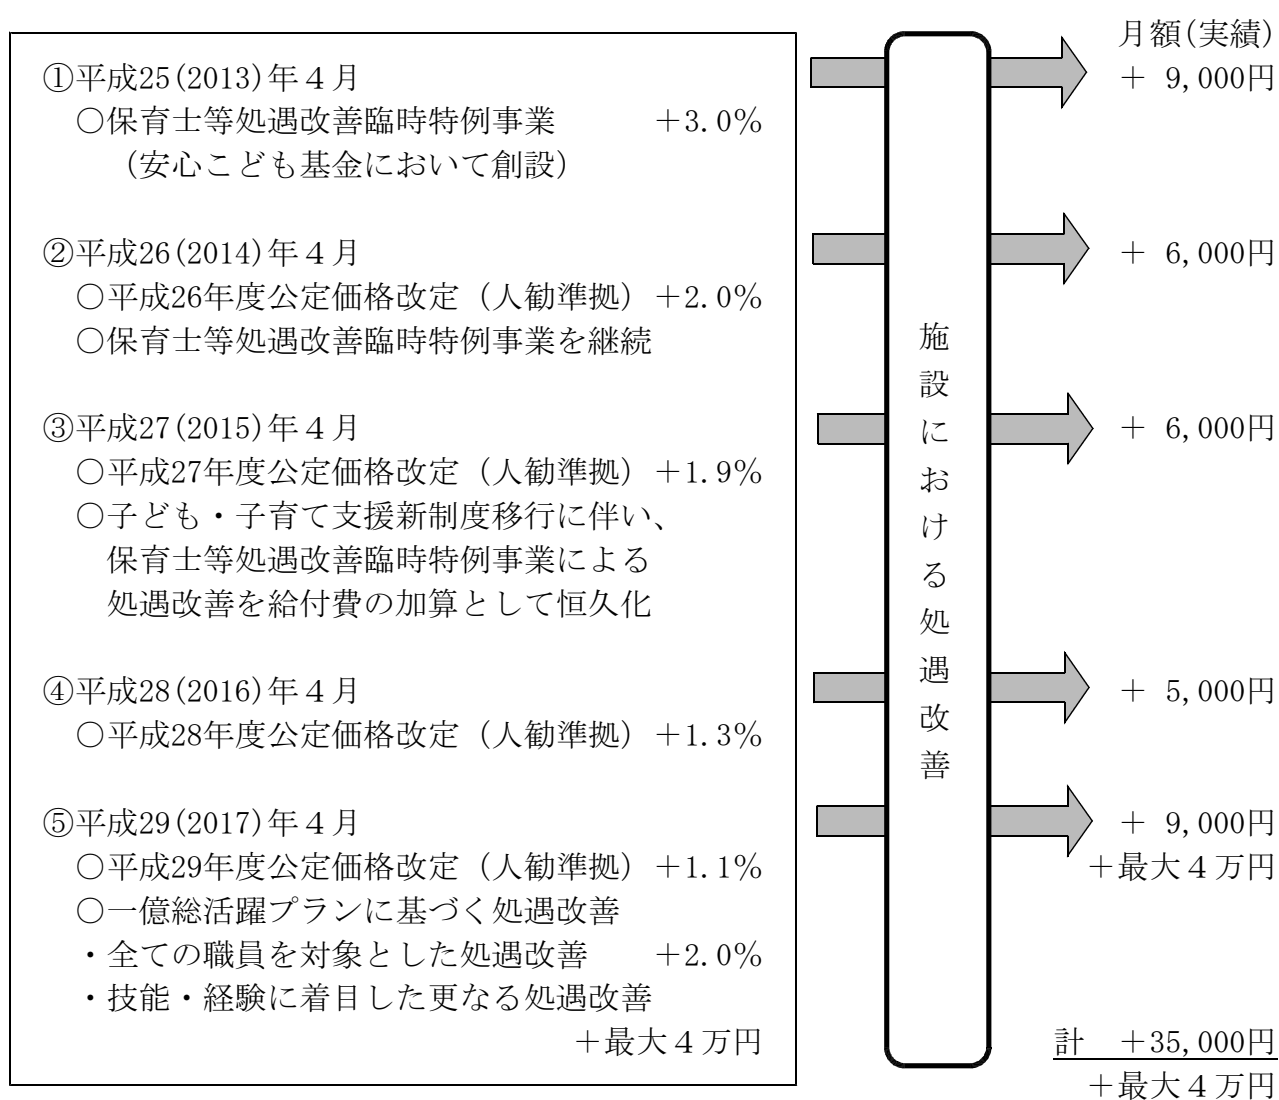 ①平成25(2013)年４月
○保育士等処遇改善臨時特例事業　　　＋3.0%
（安心こども基金において創設）
②平成26(2014)年４月
○平成26年度公定価格改定（人勧準拠）＋2.0%
○保育士等処遇改善臨時特例事業を継続
③平成27(2015)年４月
○平成27年度公定価格改定（人勧準拠）＋1.9%
○子ども・子育て支援新制度移行に伴い、
保育士等処遇改善臨時特例事業による
処遇改善を給付費の加算として恒久化
④平成28(2016)年４月
○平成28年度公定価格改定（人勧準拠）＋1.3%
⑤平成29(2017)年４月
○平成29年度公定価格改定（人勧準拠）＋1.1%
○一億総活躍プランに基づく処遇改善
・全ての職員を対象とした処遇改善　　＋2.0%
・技能・経験に着目した更なる処遇改善
＋最大４万円
施設における処遇改善
月額(実績)
＋ 9,000円
＋ 6,000円
＋ 6,000円
＋ 5,000円
＋ 9,000円
＋最大４万円
計　＋35,000円
＋最大４万円